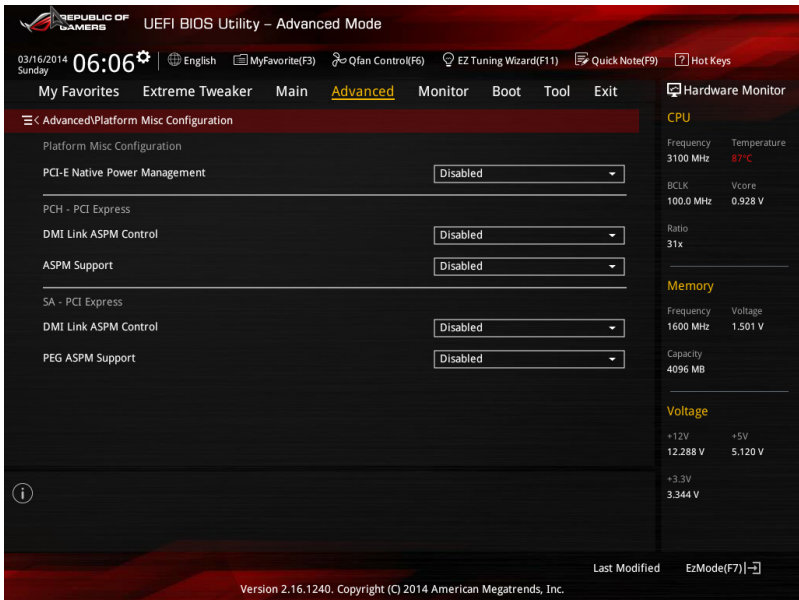 REPUBLIC OF GAMERS
UEFI BIOS Utility – Advanced Mode
03/16/2014 Sunday 06:06
English MyFavorite(F3) Qfan Control(F6) EZ Tuning Wizard(F11) Quick Note(F9) Hot Keys
My Favorites Extreme Tweaker Main Advanced Monitor Boot Tool Exit
Advanced\Platform Misc Configuration
Platform Misc Configuration
PCI-E Native Power Management Disabled
PCH - PCI Express
DMI Link ASPM Control Disabled
ASPM Support Disabled
SA - PCI Express
DMI Link ASPM Control Disabled
PEG ASPM Support Disabled
Hardware Monitor
CPU
Frequency Temperature
3100 MHz 87°C
BCLK Vcore
100.0 MHz 0.928 V
Ratio
31x
Memory
Frequency Voltage
1600 MHz 1.501 V
Capacity
4096 MB
Voltage
+12V +5V
12.288 V 5.120 V
+3.3V
3.344 V
Last Modified EzMode(F7)
Version 2.16.1240. Copyright (C) 2014 American Megatrends, Inc.